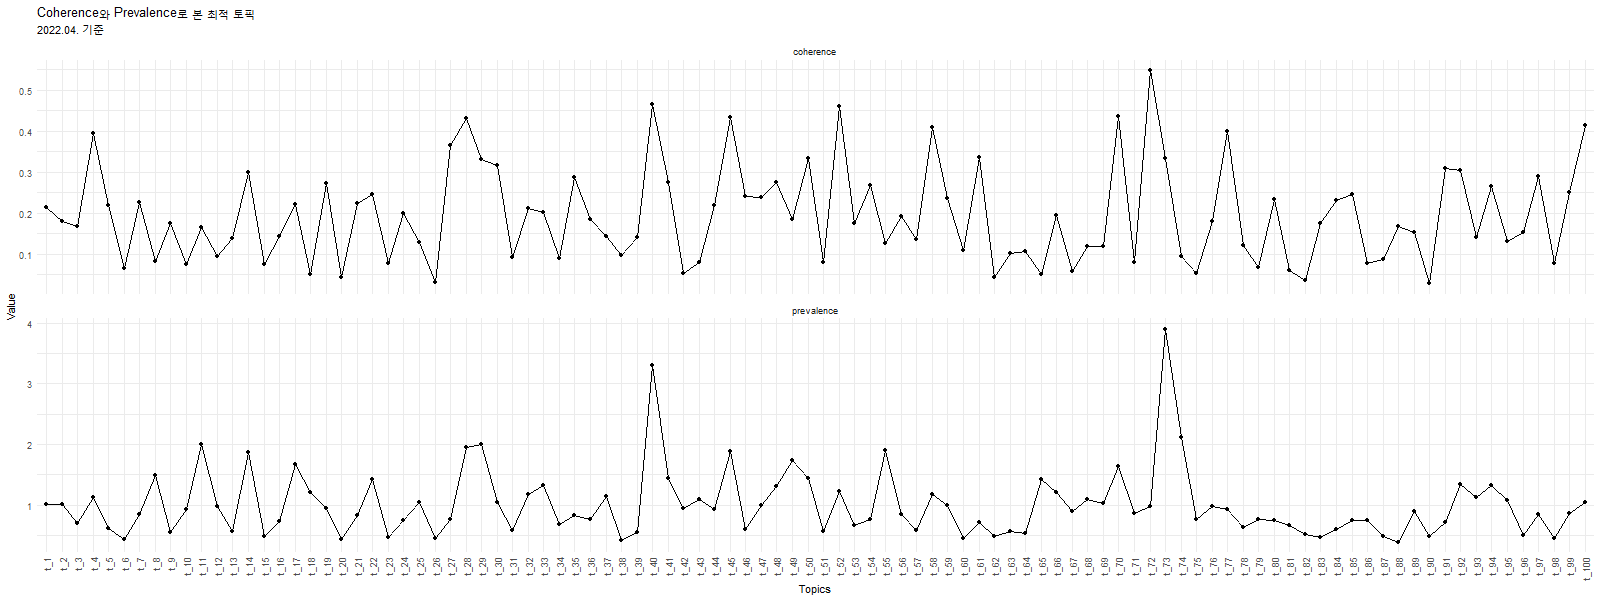 Coherence와 Prevalence로 본 최적 토픽
2022.04. 기준
coherence
0.5
0.4
0.3
0.2
0.1
Value
prevalence
4
3
2
1
t_1 t_2 t_3 t_4 t_5 t_6 t_7 t_8 t_9 t_10 t_11 t_12 t_13 t_14 t_15 t_16 t_17 t_18 t_19 t_20 t_21 t_22 t_23 t_24 t_25 t_26 t_27 t_28 t_29 t_30 t_31 t_32 t_33 t_34 t_35 t_36 t_37 t_38 t_39 t_40 t_41 t_42 t_43 t_44 t_45 t_46 t_47 t_48 t_49 t_50 t_51 t_52 t_53 t_54 t_55 t_56 t_57 t_58 t_59 t_60 t_61 t_62 t_63 t_64 t_65 t_66 t_67 t_68 t_69 t_70 t_71 t_72 t_73 t_74 t_75 t_76 t_77 t_78 t_79 t_80 t_81 t_82 t_83 t_84 t_85 t_86 t_87 t_88 t_89 t_90 t_91 t_92 t_93 t_94 t_95 t_96 t_97 t_98 t_99 t_100
Topics